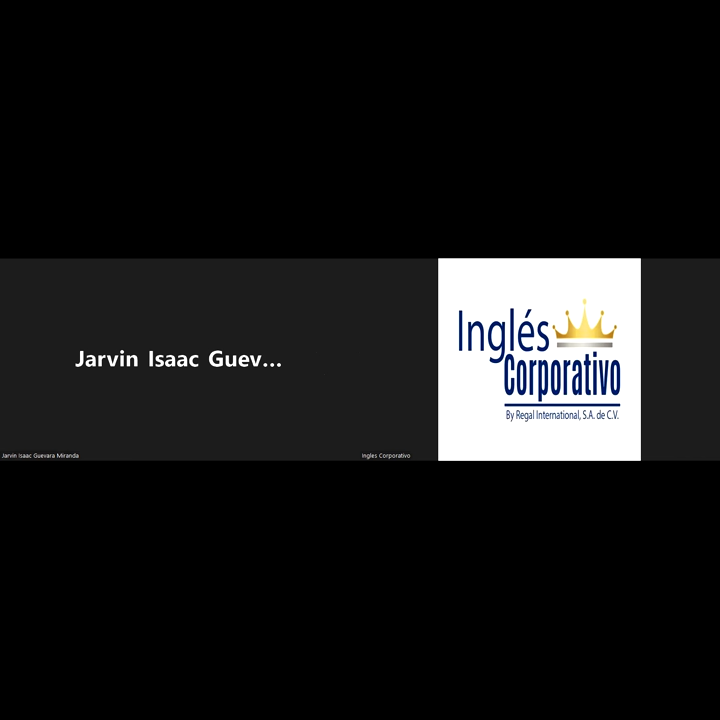 Jarvin Isaac Guev...
Jarvin Isaac Guevara Miranda
Inglés
Corporativo
By Regal International, S.A. de C.V.
Ingles Corporativo